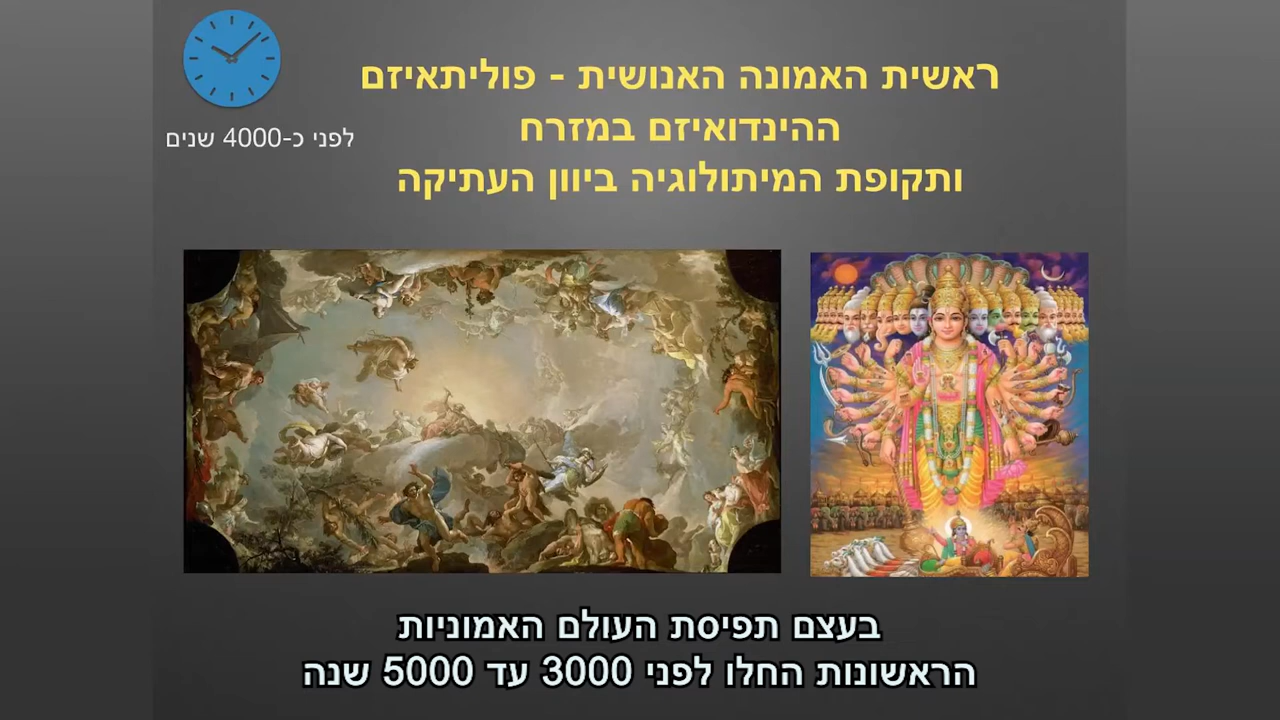 ראשית האמונה האנושית - פוליתאיזם
ההינדואיזם במזרח
ותקופת המיתולוגיה ביוון העתיקה
לפני כ-4000 שנים
בעצם תפיסת העולם האמוניות
הראשונות החלו לפני 3000 עד 5000 שנה